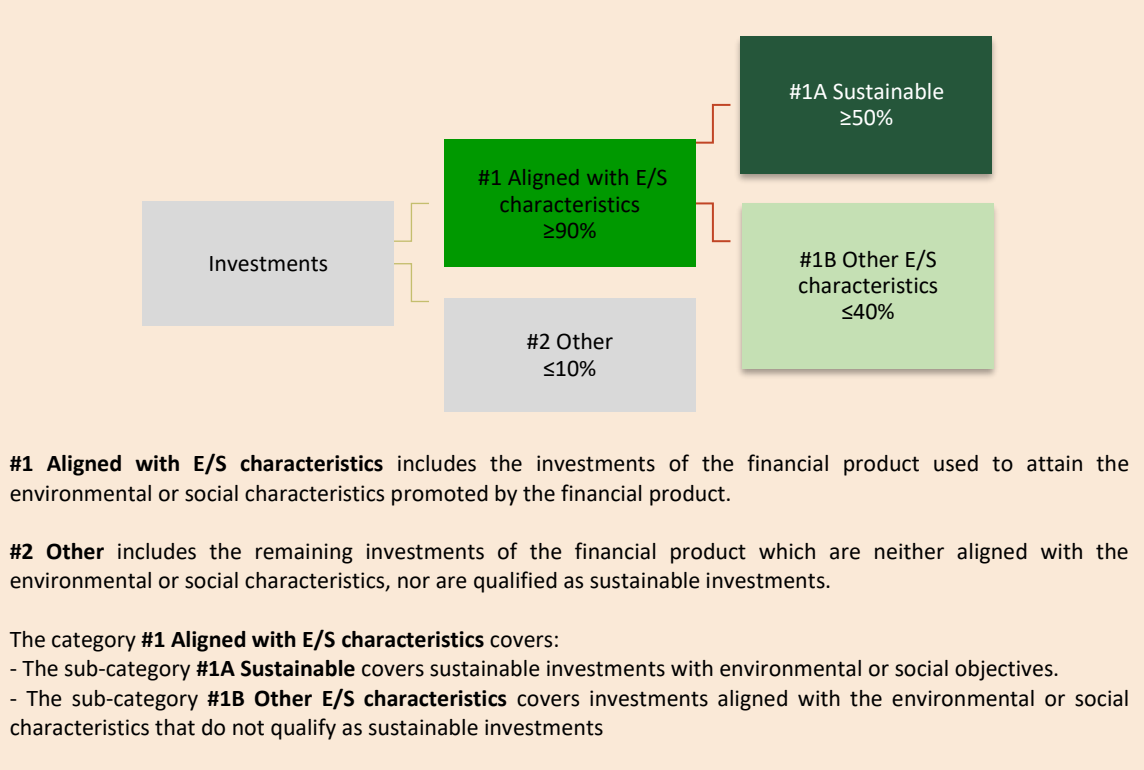 #1A Sustainable
≥50%
#1 Aligned with E/S
characteristics
≥90%
Investments
#1B Other E/S
characteristics
≤40%
#2 Other
≤10%
#1 Aligned with E/S characteristics includes the investments of the financial product used to attain the
environmental or social characteristics promoted by the financial product.
#2 Other includes the remaining investments of the financial product which are neither aligned with the
environmental or social characteristics, nor are qualified as sustainable investments.
The category #1 Aligned with E/S characteristics covers:
- The sub-category #1A Sustainable covers sustainable investments with environmental or social objectives.
- The sub-category #1B Other E/S characteristics covers investments aligned with the environmental or social
characteristics that do not qualify as sustainable investments